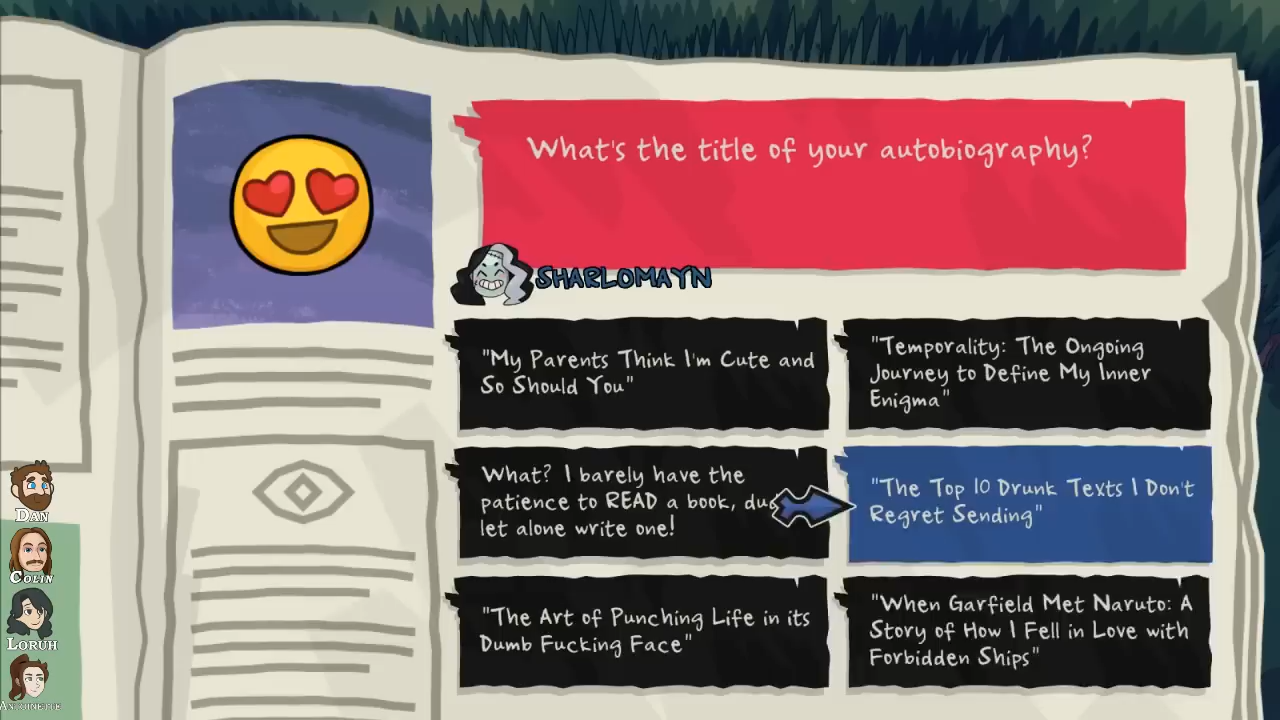 What's the title of your autobiography?
SHARLOMAYN
"My Parents Think I'm Cute and
So Should You"
"Temporality: The Ongoing
Journey to Define My Inner
Enigma"
What? I barely have the
patience to READ a book,
let alone write one!
"The Top 10 Drunk Texts I Don't
Regret Sending"
"The Art of Punching Life in its
Dumb Fucking Face"
"When Garfield Met Naruto: A
Story of How I Fell in Love with
Forbidden Ships"
DAN
COLIN
LORUH
ANTOINETTE